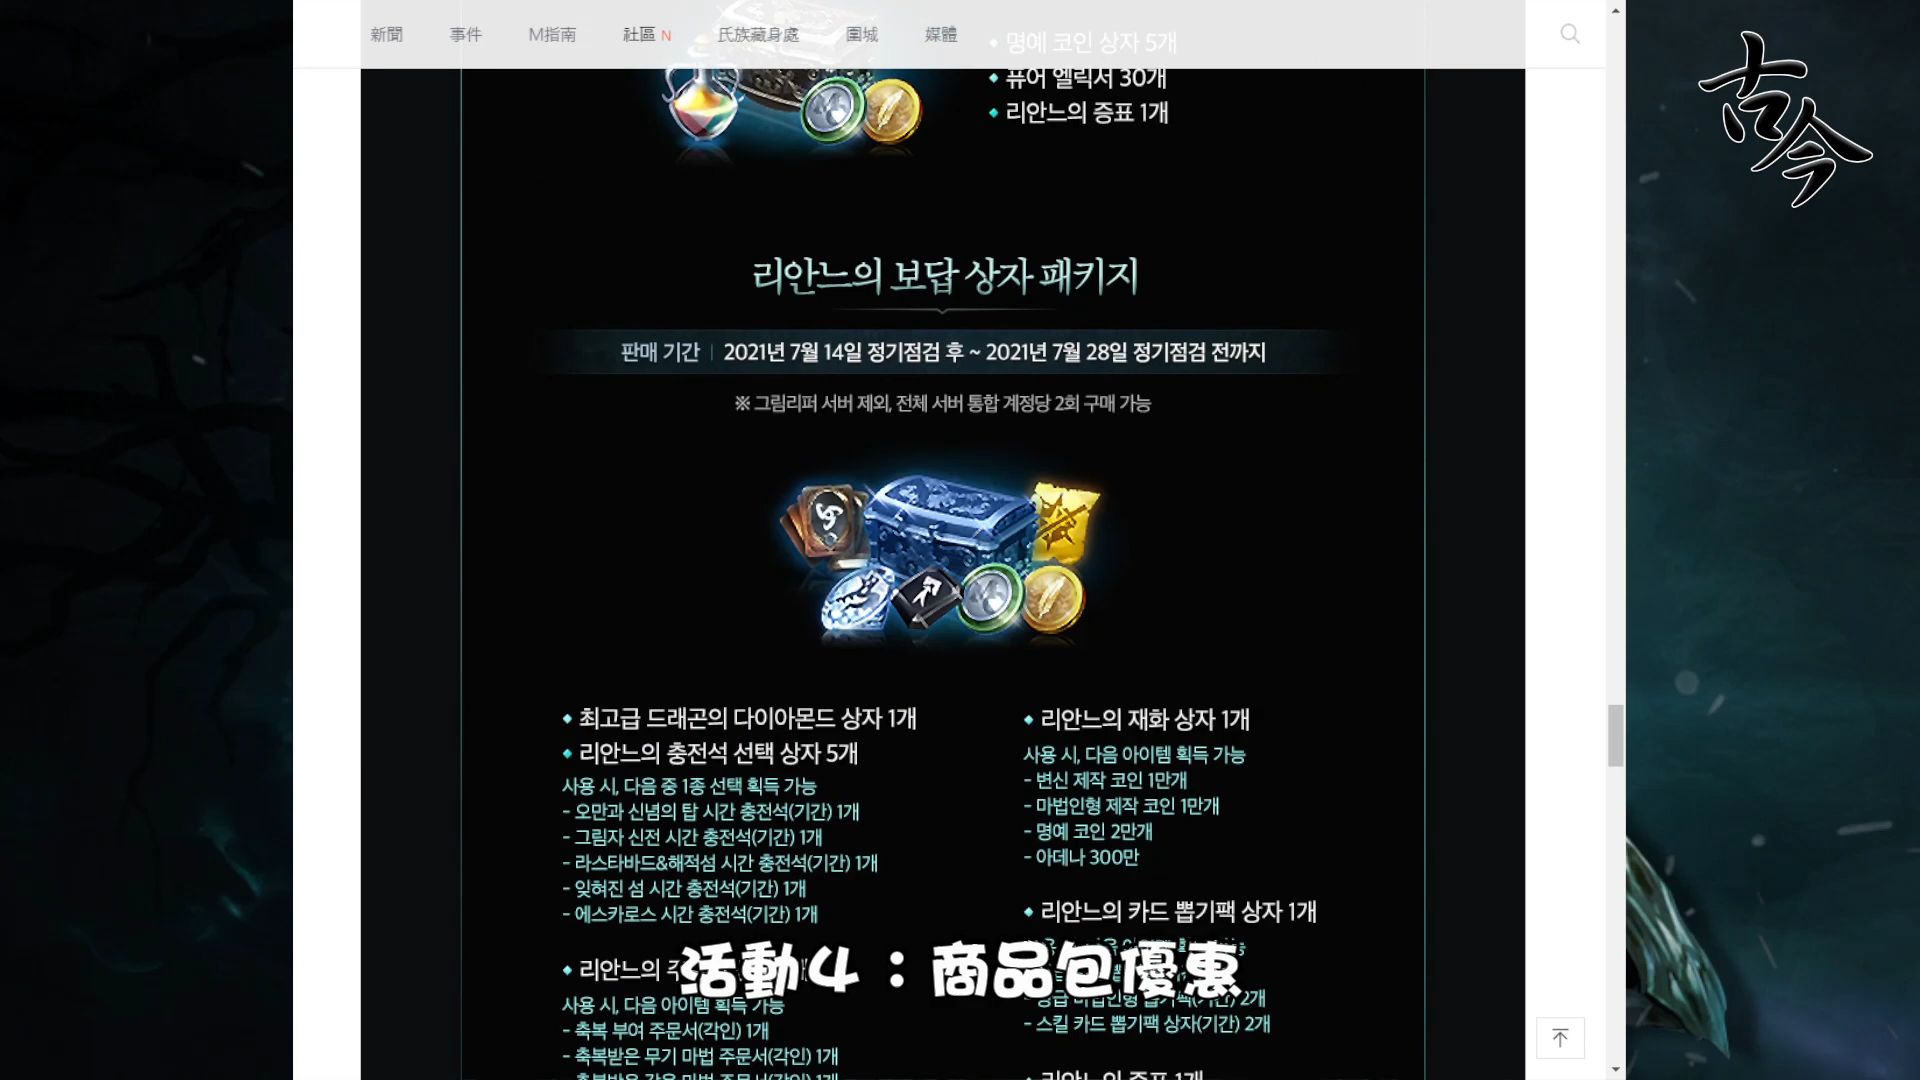 新聞 事件 M指南 社區 N 氏族藏身處 圍城 媒體
古今
명예 코인 상자 5개
퓨어 엘릭서 30개
리안느의 증표 1개
리안느의 보답 상자 패키지
판매 기간 | 2021년 7월 14일 정기점검 후 ~ 2021년 7월 28일 정기점검 전까지
※ 그림리퍼 서버 제외, 전체 서버 통합 계정당 2회 구매 가능
최고급 드래곤의 다이아몬드 상자 1개
리안느의 충전석 선택 상자 5개
사용 시, 다음 중 1종 선택 획득 가능
- 오만과 신념의 탑 시간 충전석(기간) 1개
- 그림자 신전 시간 충전석(기간) 1개
- 라스타바드&해적섬 시간 충전석(기간) 1개
- 잊혀진 섬 시간 충전석(기간) 1개
- 에스카로스 시간 충전석(기간) 1개
리안느의
사용 시, 다음 아이템 획득 가능
- 축복 부여 주문서(각인) 1개
- 축복받은 무기 마법 주문서(각인) 1개
리안느의 재화 상자 1개
사용 시, 다음 아이템 획득 가능
- 변신 제작 코인 1만개
- 마법인형 제작 코인 1만개
- 명예 코인 2만개
- 아데나 300만
리안느의 카드 뽑기팩 상자 1개
2개
- 스킬 카드 뽑기팩 상자(기간) 2개
리안느의 증표 1개
活動4：商品包優惠